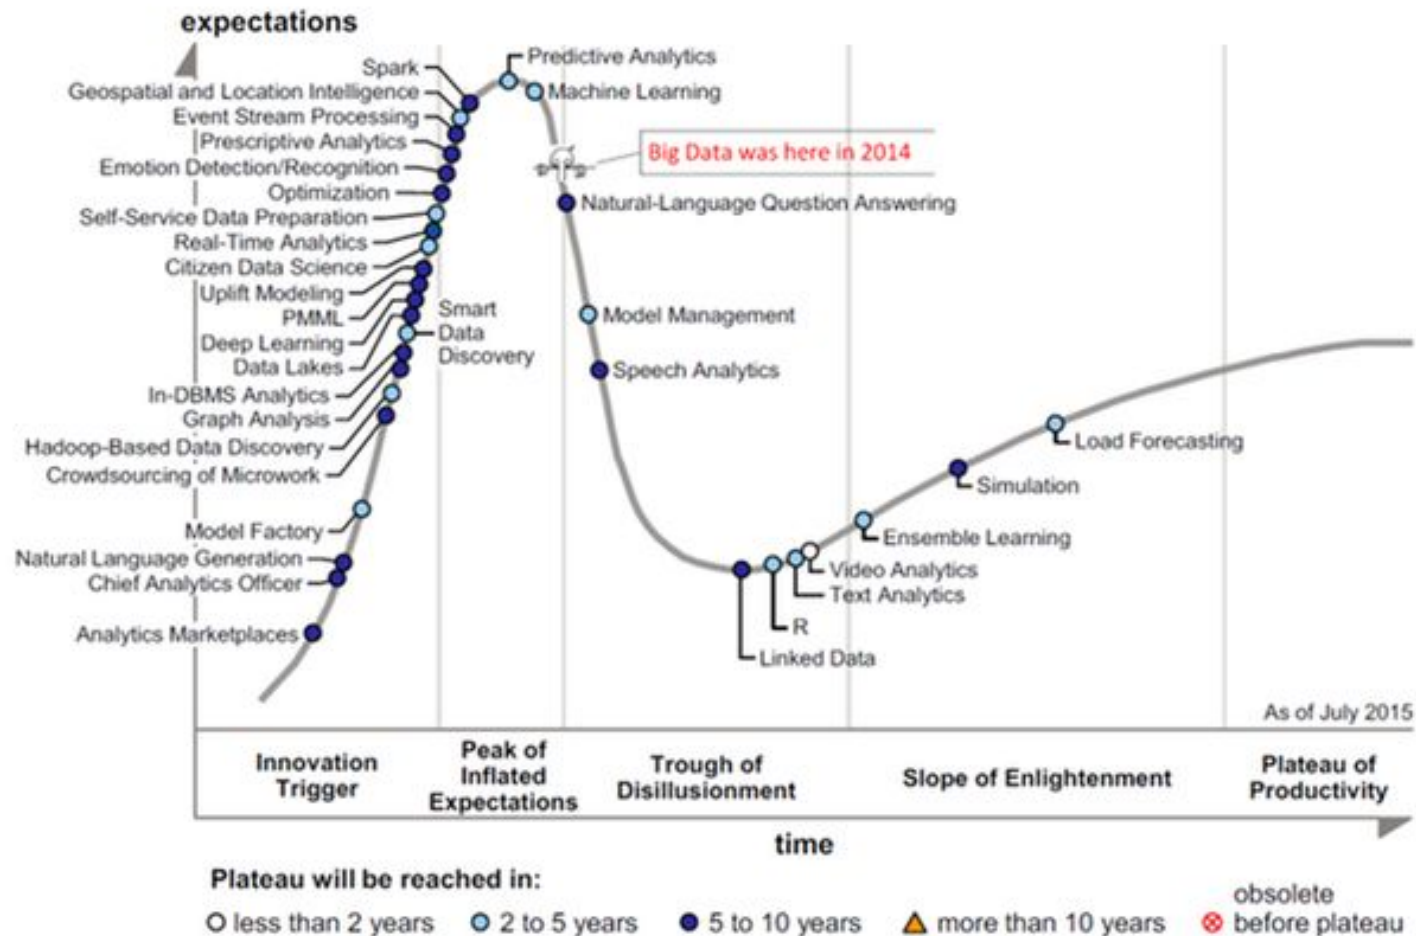 expectations
Predictive Analytics
Spark
Geospatial and Location Intelligence
Machine Learning
Event Stream Processing
Prescriptive Analytics
Big Data was here in 2014
Emotion Detection/Recognition
Optimization
Natural-Language Question Answering
Self-Service Data Preparation
Real-Time Analytics
Citizen Data Science
Uplift Modeling
PMML
Smart
Data
Discovery
Model Management
Deep Learning
Data Lakes
Speech Analytics
In-DBMS Analytics
Graph Analysis
Hadoop-Based Data Discovery
Crowdsourcing of Microwork
Load Forecasting
Simulation
Model Factory
Ensemble Learning
Natural Language Generation
Video Analytics
Chief Analytics Officer
Text Analytics
R
Analytics Marketplaces
Linked Data
As of July 2015
Innovation
Trigger
Peak of
Inflated
Expectations
Trough of
Disillusionment
Slope of Enlightenment
Plateau of
Productivity
time
Plateau will be reached in:
less than 2 years
2 to 5 years
5 to 10 years
more than 10 years
obsolete
before plateau